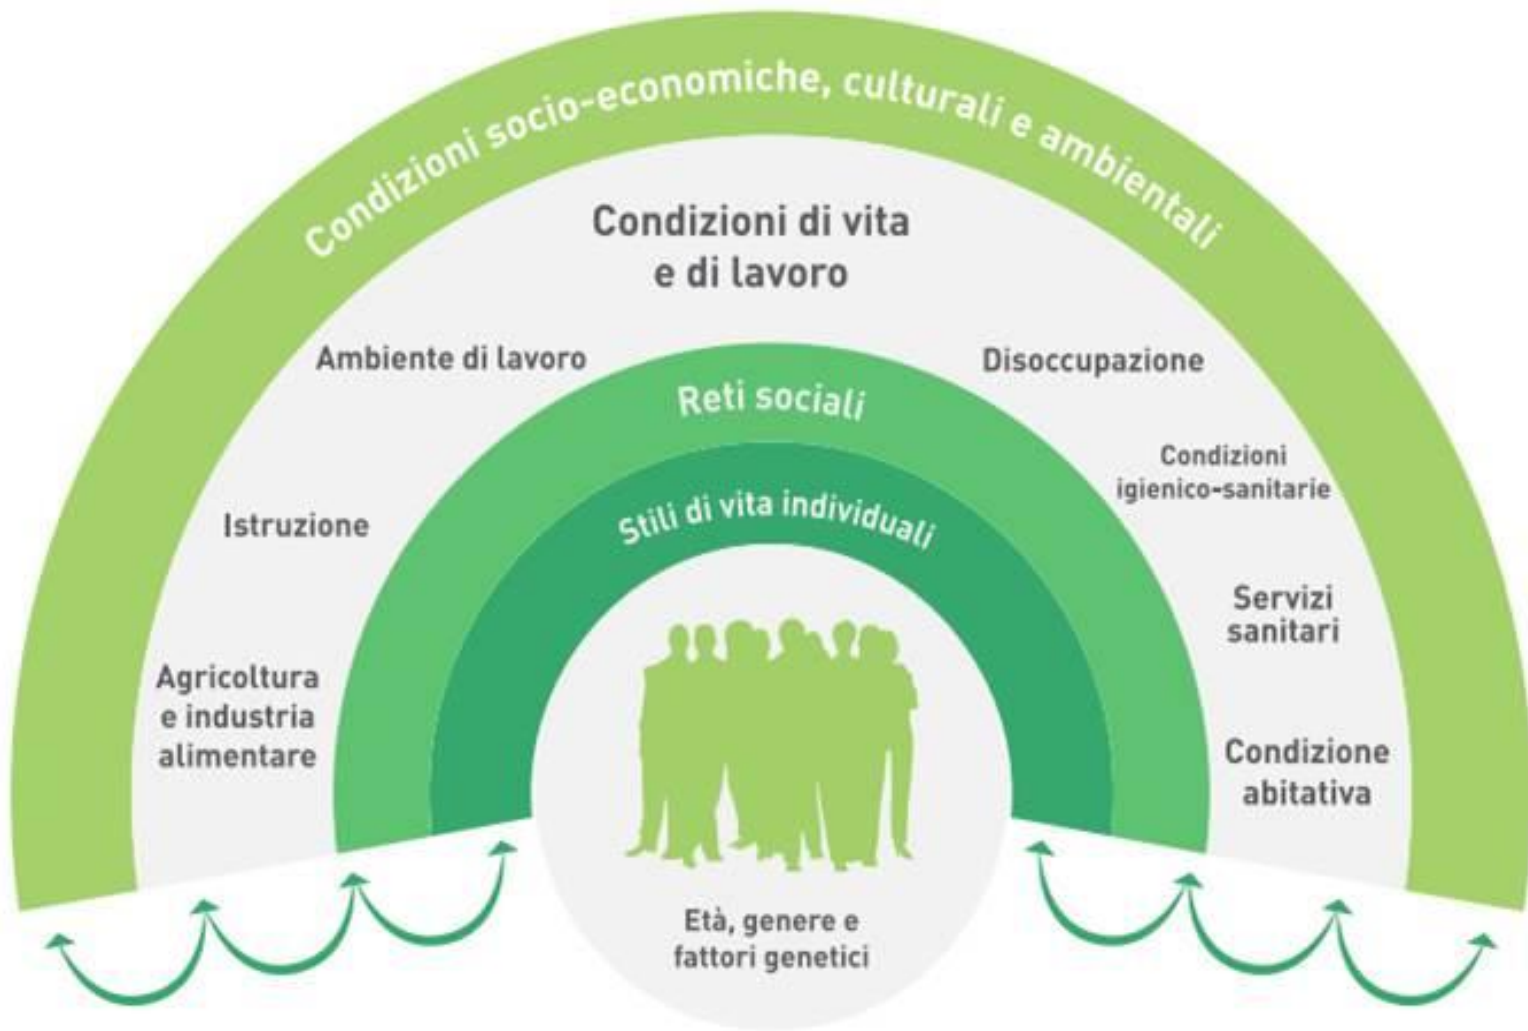 Condizioni socio-economiche, culturali e ambientali
Condizioni di vita
e di lavoro
Ambiente di lavoro
Disoccupazione
Reti sociali
Condizioni
igienico-sanitarie
Istruzione
Stili di vita individuali
Servizi
sanitari
Agricoltura
e industria
alimentare
Condizione
abitativa
Età, genere e
fattori genetici